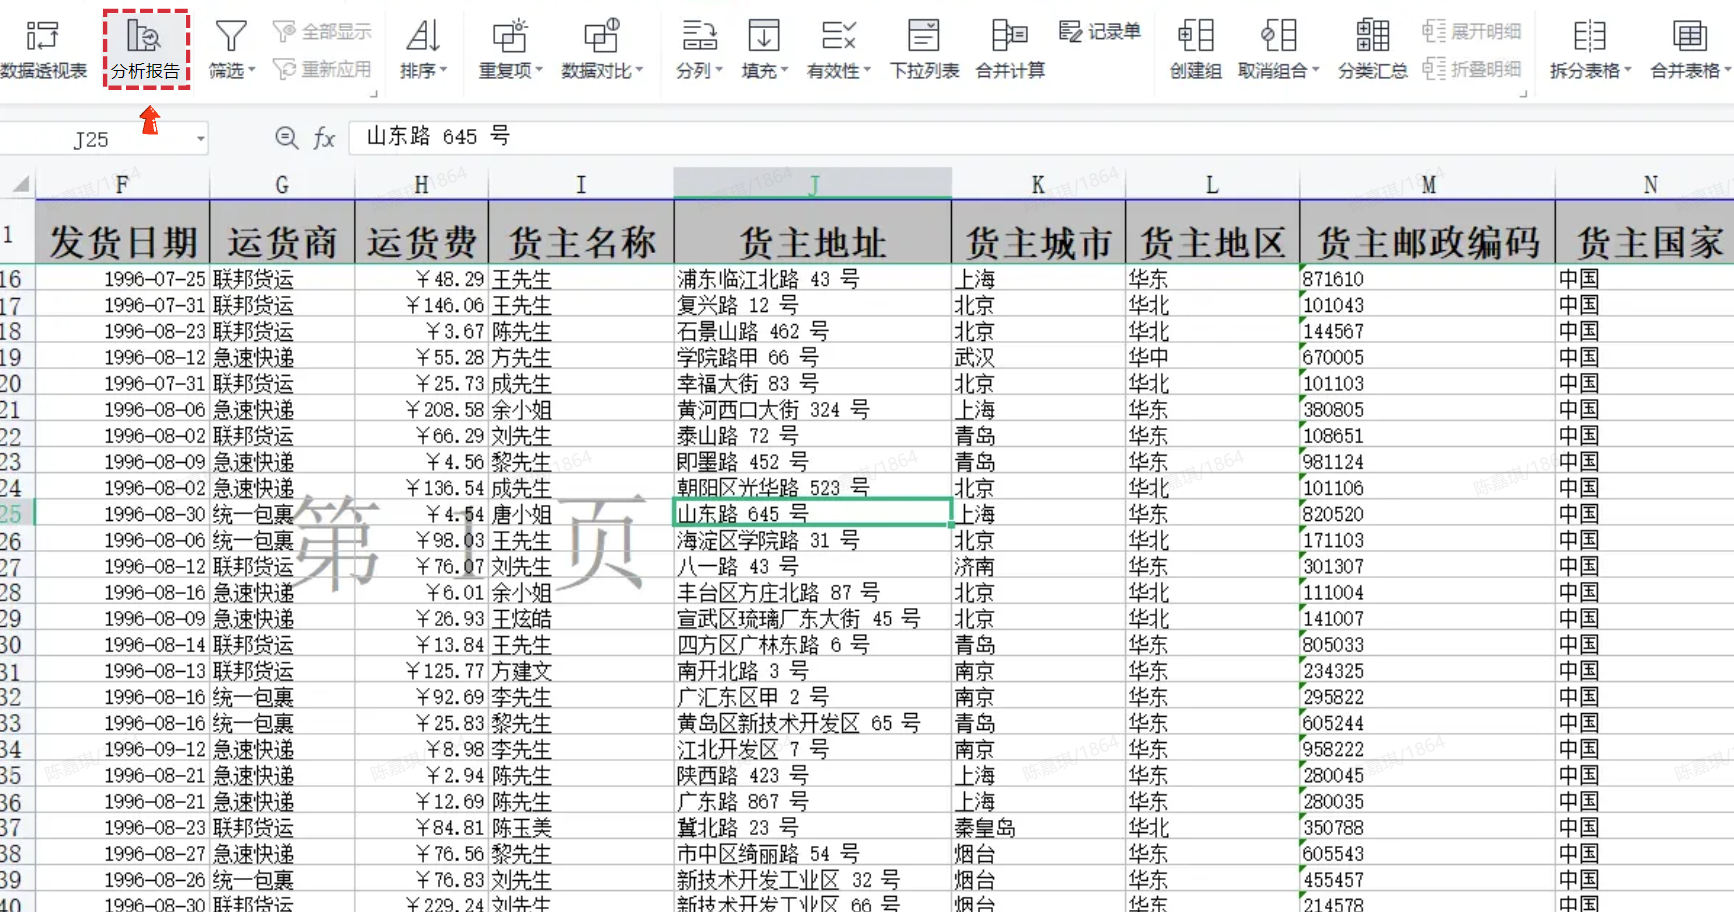 数据透视表 分析报告 筛选 全部显示 重新应用 排序 重复项 数据对比 分列 填充 有效性 下拉列表 合并计算 记录单 创建组 取消组合 分类汇总 展开明细 折叠明细 拆分表格 合并表格
J25 fx 山东路 645 号
F G H I J K L M N
1 发货日期 运货商 运货费 货主名称 货主地址 货主城市 货主地区 货主邮政编码 货主国家
16 1996-07-25 联邦货运 ￥48.29 王先生 浦东临江北路 43 号 上海 华东 871610 中国
17 1996-07-31 联邦货运 ￥146.06 王先生 复兴路 12 号 北京 华北 101043 中国
18 1996-08-23 联邦货运 ￥3.67 陈先生 石景山路 462 号 北京 华北 144567 中国
19 1996-08-12 急速快递 ￥55.28 方先生 学院路甲 66 号 武汉 华中 670005 中国
20 1996-07-31 联邦货运 ￥25.73 成先生 幸福大街 83 号 北京 华北 101103 中国
21 1996-08-06 急速快递 ￥208.58 余小姐 黄河西口大街 324 号 上海 华东 380805 中国
22 1996-08-02 联邦货运 ￥66.29 刘先生 泰山路 72 号 青岛 华东 108651 中国
23 1996-08-09 急速快递 ￥4.56 黎先生 即墨路 452 号 青岛 华东 981124 中国
24 1996-08-02 急速快递 ￥136.54 成先生 朝阳区光华路 523 号 北京 华北 101106 中国
25 1996-08-30 统一包裹 ￥4.54 唐小姐 山东路 645 号 上海 华东 820520 中国
26 1996-08-06 统一包裹 ￥98.03 王先生 海淀区学院路 31 号 北京 华北 171103 中国
27 1996-08-12 联邦货运 ￥76.07 刘先生 八一路 43 号 济南 华东 301307 中国
28 1996-08-16 急速快递 ￥6.01 余小姐 丰台区方庄北路 87 号 北京 华北 111004 中国
29 1996-08-09 急速快递 ￥26.93 王炫皓 宣武区琉璃厂东大街 45 号 北京 华北 141007 中国
30 1996-08-14 联邦货运 ￥13.84 王先生 四方区广林东路 6 号 青岛 华东 805033 中国
31 1996-08-13 联邦货运 ￥125.77 方建文 南开北路 3 号 南京 华东 234325 中国
32 1996-08-16 统一包裹 ￥92.69 李先生 广汇东区甲 2 号 南京 华东 295822 中国
33 1996-08-16 统一包裹 ￥25.83 黎先生 黄岛区新技术开发区 65 号 青岛 华东 605244 中国
34 1996-09-12 急速快递 ￥8.98 李先生 江北开发区 7 号 南京 华东 958222 中国
35 1996-08-21 急速快递 ￥2.94 陈先生 陕西路 423 号 上海 华东 280045 中国
36 1996-08-21 急速快递 ￥12.69 陈先生 广东路 867 号 上海 华东 280035 中国
37 1996-08-23 联邦货运 ￥84.81 陈玉美 冀北路 23 号 秦皇岛 华北 350788 中国
38 1996-08-27 急速快递 ￥76.56 黎先生 市中区绮丽路 54 号 烟台 华东 605543 中国
39 1996-08-26 统一包裹 ￥76.83 刘先生 新技术开发工业区 32 号 烟台 华东 455457 中国
40 1996-08-30 联邦货运 ￥229.24 刘先生 新技术开发工业区 66 号 烟台 华东 214578 中国
第 1 页
陈嘉琪/1864